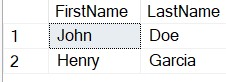 FirstName LastName
1 John Doe
2 Henry Garcia